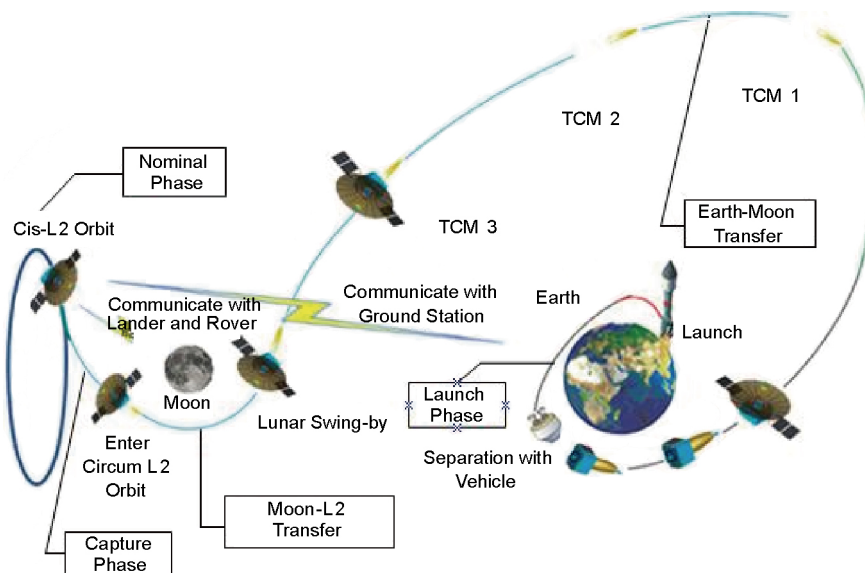 TCM 1
TCM 2
Nominal
Phase
Cis-L2 Orbit
TCM 3
Earth-Moon
Transfer
Communicate with
Lander and Rover
Communicate with
Ground Station
Earth
Launch
Moon
Launch
Phase
Lunar Swing-by
Enter
Circum L2
Orbit
Separation with
Vehicle
Moon-L2
Transfer
Capture
Phase